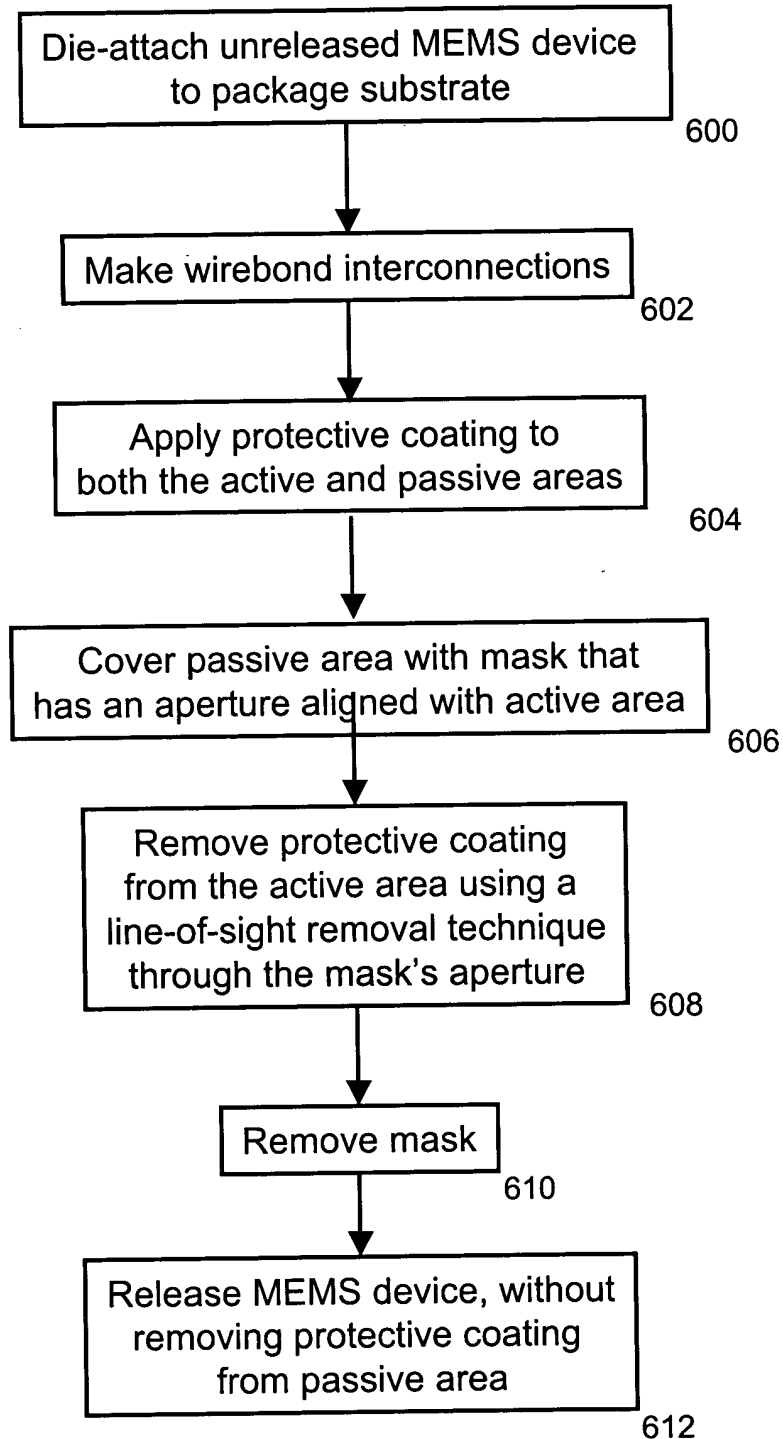 Die-attach unreleased MEMS device
to package substrate
600
Make wirebond interconnections
602
Apply protective coating to
both the active and passive areas
604
Cover passive area with mask that
has an aperture aligned with active area
606
Remove protective coating
from the active area using a
line-of-sight removal technique
through the mask's aperture
608
Remove mask
610
Release MEMS device, without
removing protective coating
from passive area
612